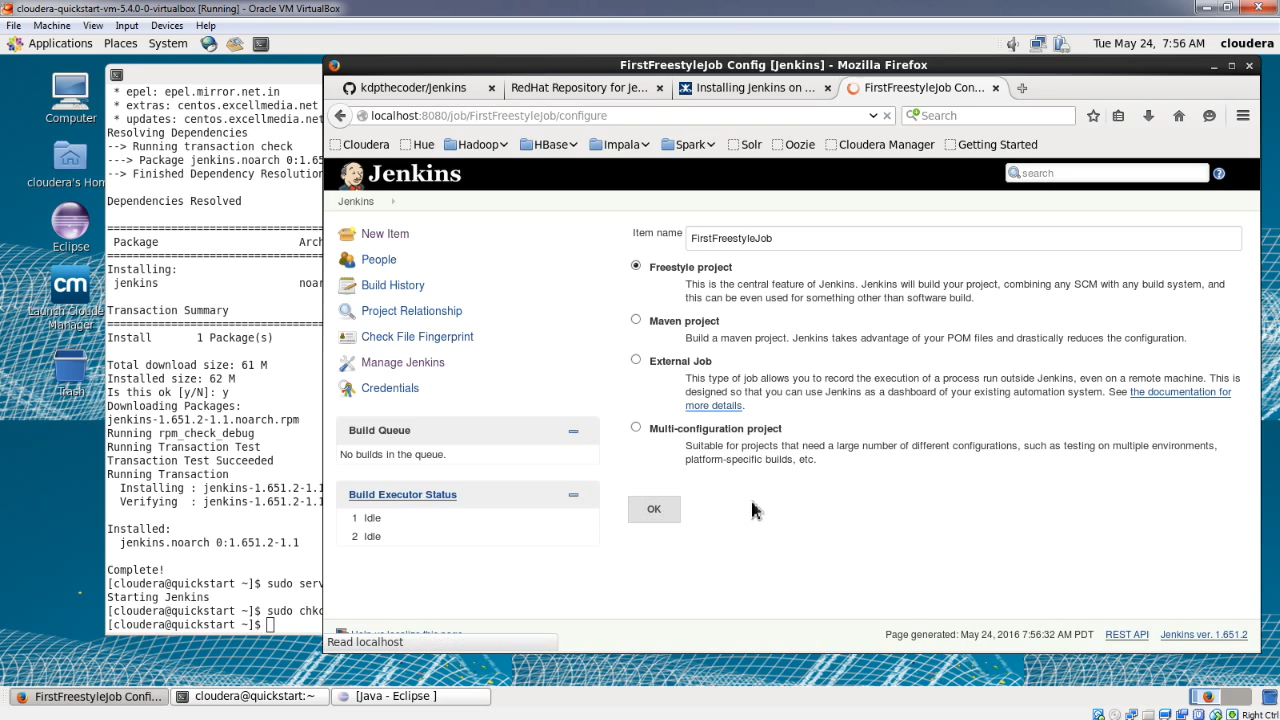 cloudera-quickstart-vm-5.4.0-0-virtualbox [Running] - Oracle VM VirtualBox
File Machine View Input Devices Help
Applications Places System Tue May 24, 7:56 AM cloudera
Computer
cloudera's Hom
Eclipse
Launch Cloude
Manager
Trash
* epel: epel.mirror.net.in
* extras: centos.excellmedia.net
* updates: centos.excellmedia.net
Resolving Dependencies
--> Running transaction check
---> Package jenkins.noarch 0:1.65
--> Finished Dependency Resolution
Dependencies Resolved
Package Arch
Installing:
jenkins noar
Transaction Summary
Install 1 Package(s)
Total download size: 61 M
Installed size: 62 M
Is this ok [y/N]: y
Downloading Packages:
jenkins-1.651.2-1.1.noarch.rpm
Running rpm_check_debug
Running Transaction Test
Transaction Test Succeeded
Running Transaction
Installing : jenkins-1.651.2-1.1
Verifying : jenkins-1.651.2-1.1
Installed:
jenkins.noarch 0:1.651.2-1.1
Complete!
[cloudera@quickstart ~]$ sudo serv
Starting Jenkins
[cloudera@quickstart ~]$ sudo chkc
[cloudera@quickstart ~]$
FirstFreestyleJob Config [Jenkins] - Mozilla Firefox
kdpthecoder/Jenkins RedHat Repository for Je... Installing Jenkins on ... FirstFreestyleJob Con...
localhost:8080/job/FirstFreestyleJob/configure Search
Cloudera Hue Hadoop HBase Impala Spark Solr Oozie Cloudera Manager Getting Started
Jenkins search
Jenkins
New Item
People
Build History
Project Relationship
Check File Fingerprint
Manage Jenkins
Credentials
Build Queue
No builds in the queue.
Build Executor Status
1 Idle
2 Idle
Item name FirstFreestyleJob
Freestyle project
This is the central feature of Jenkins. Jenkins will build your project, combining any SCM with any build system, and
this can be even used for something other than software build.
Maven project
Build a maven project. Jenkins takes advantage of your POM files and drastically reduces the configuration.
External Job
This type of job allows you to record the execution of a process run outside Jenkins, even on a remote machine. This is
designed so that you can use Jenkins as a dashboard of your existing automation system. See the documentation for
more details.
Multi-configuration project
Suitable for projects that need a large number of different configurations, such as testing on multiple environments,
platform-specific builds, etc.
OK
Help us localize this page
Read localhost
Page generated: May 24, 2016 7:56:32 AM PDT REST API Jenkins ver. 1.651.2
FirstFreestyleJob Confi... cloudera@quickstart:~ [Java - Eclipse ]
Right Ctrl